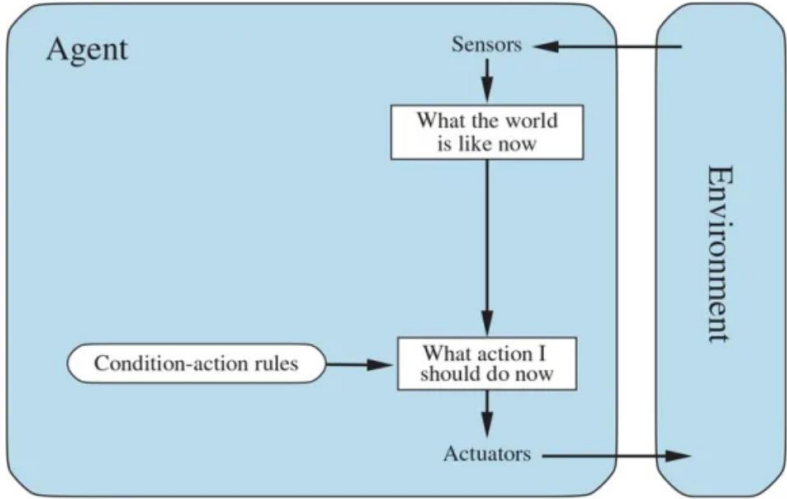 Agent
Sensors
What the world
is like now
Environment
Condition-action rules
What action I
should do now
Actuators